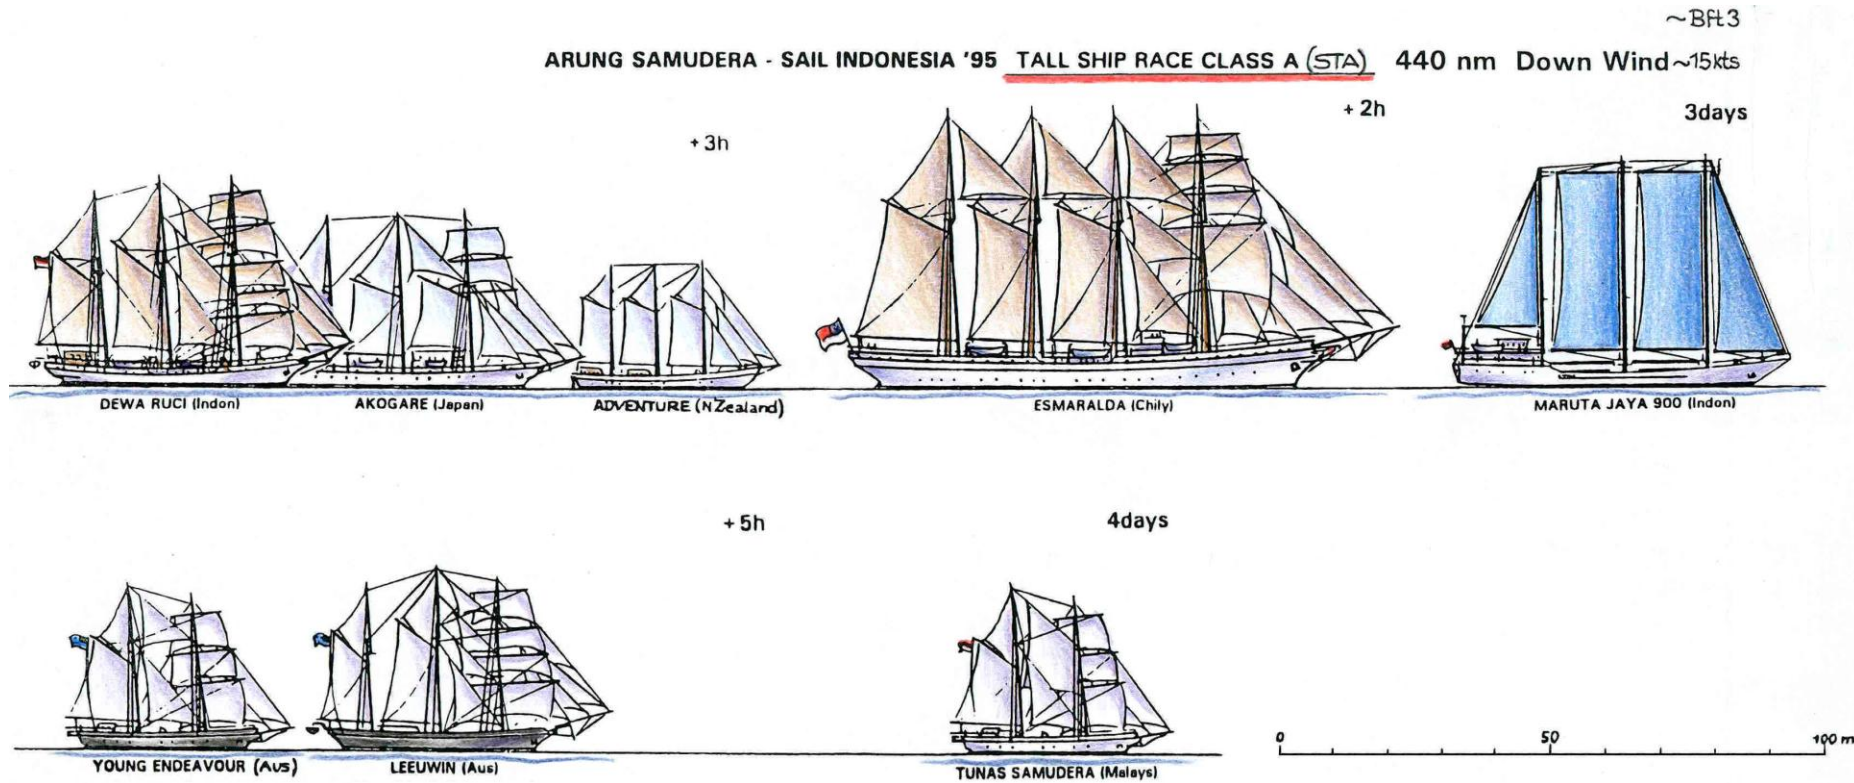 ~Bft3
ARUNG SAMUDERA - SAIL INDONESIA '95 TALL SHIP RACE CLASS A (STA) 440 nm Down Wind ~15kts
+ 3h + 2h 3days
DEWA RUCI (Indon) AKOGARE (Japan) ADVENTURE (NZealand) ESMARALDA (Chily) MARUTA JAYA 900 (Indon)
+ 5h 4days
0 50 100 m
YOUNG ENDEAVOUR (Aus) LEEUWIN (Aus) TUNAS SAMUDERA (Malays)